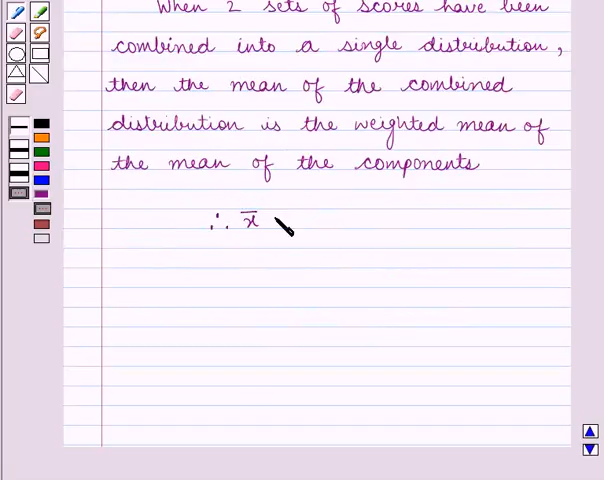 When 2 sets of scores have been
combined into a single distribution,
then the mean of the combined
distribution is the weighted mean of
the mean of the components
∴ x̄